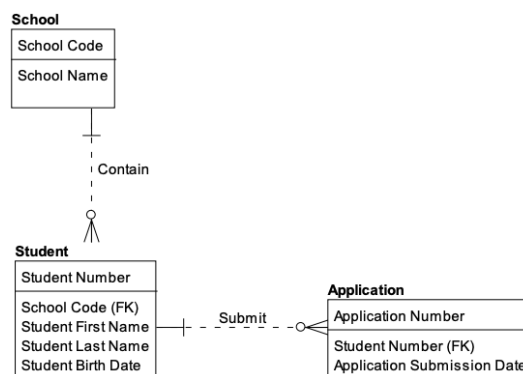 School
School Code
School Name
Contain
Student
Student Number
School Code (FK)
Student First Name
Student Last Name
Student Birth Date
Submit
Application
Application Number
Student Number (FK)
Application Submission Date